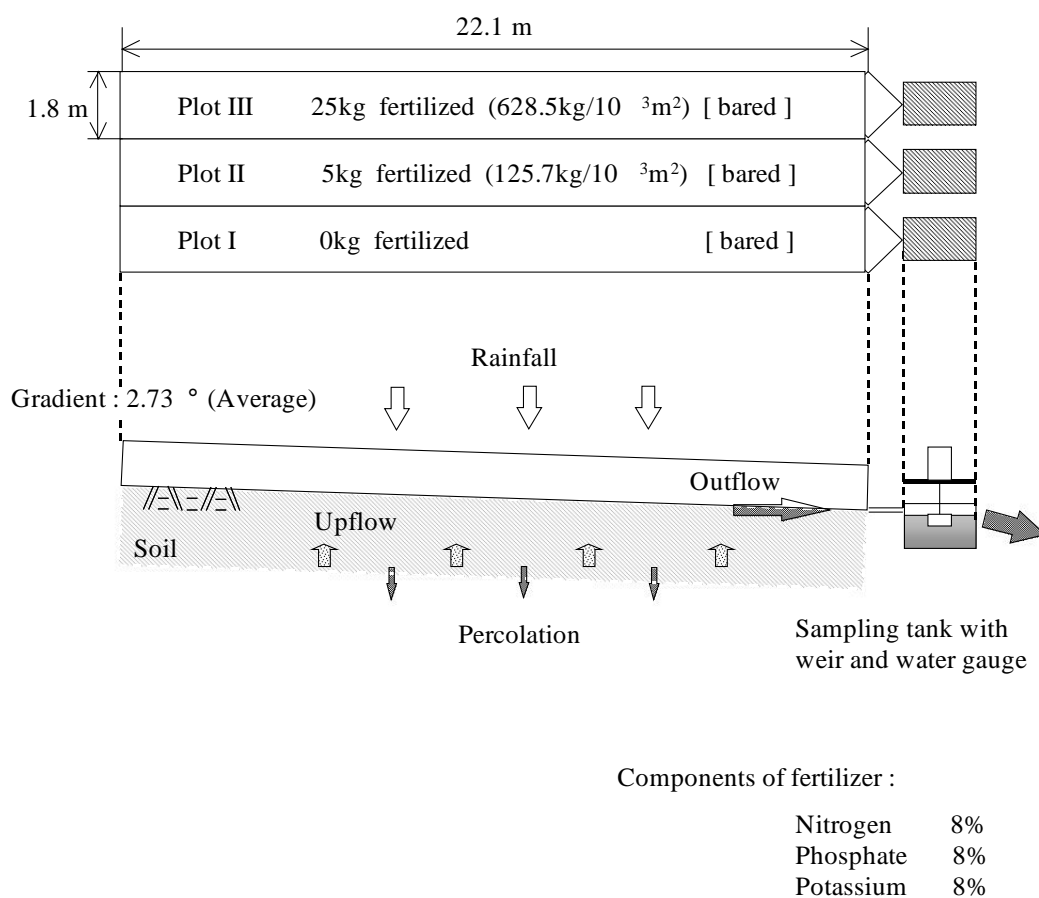 22.1 m
1.8 m
Plot III 25kg fertilized (628.5kg/10 ³m²) [ bared ]
Plot II 5kg fertilized (125.7kg/10 ³m²) [ bared ]
Plot I 0kg fertilized [ bared ]
Rainfall
Gradient : 2.73 ° (Average)
Outflow
Upflow
Soil
Percolation
Sampling tank with
weir and water gauge
Components of fertilizer :
Nitrogen 8%
Phosphate 8%
Potassium 8%